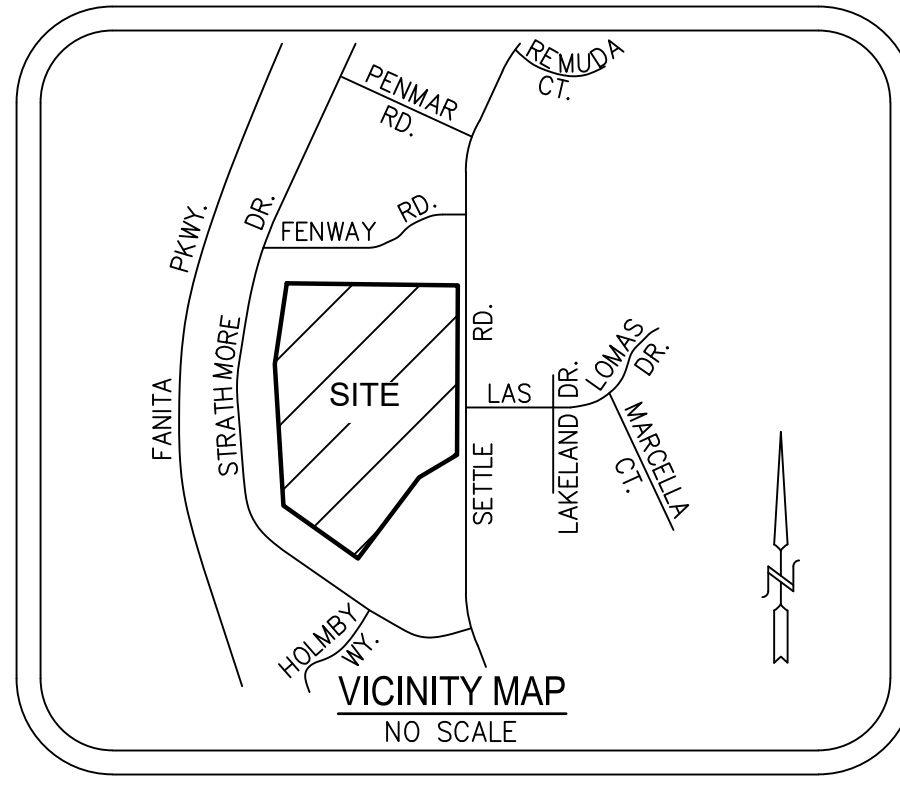 REMUDA
CT.
PENMAR
RD.
FANITA PKWY.
STRATHMORE DR.
FENWAY RD.
SITE
SETTLE RD.
LAS LOMAS DR.
LAKELAND DR.
MARCELLA
CT.
N
HOLMBY
WY.
VICINITY MAP
NO SCALE